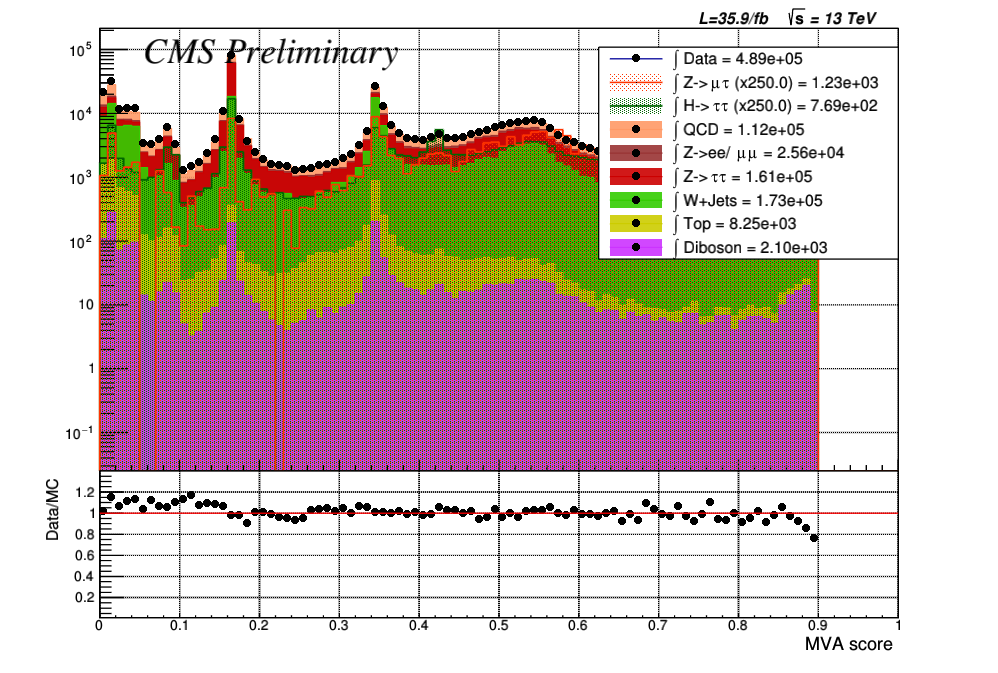 L=35.9/fb √s = 13 TeV
CMS Preliminary
∫ Data = 4.89e+05
∫ Z->μτ (x250.0) = 1.23e+03
∫ H->ττ (x250.0) = 7.69e+02
∫ QCD = 1.12e+05
∫ Z->ee/ μμ = 2.56e+04
∫ Z->ττ = 1.61e+05
∫ W+Jets = 1.73e+05
∫ Top = 8.25e+03
∫ Diboson = 2.10e+03
10⁵
10⁴
10³
10²
10
1
10⁻¹
Data/MC
1.2
1
0.8
0.6
0.4
0.2
0 0.1 0.2 0.3 0.4 0.5 0.6 0.7 0.8 0.9 1
MVA score